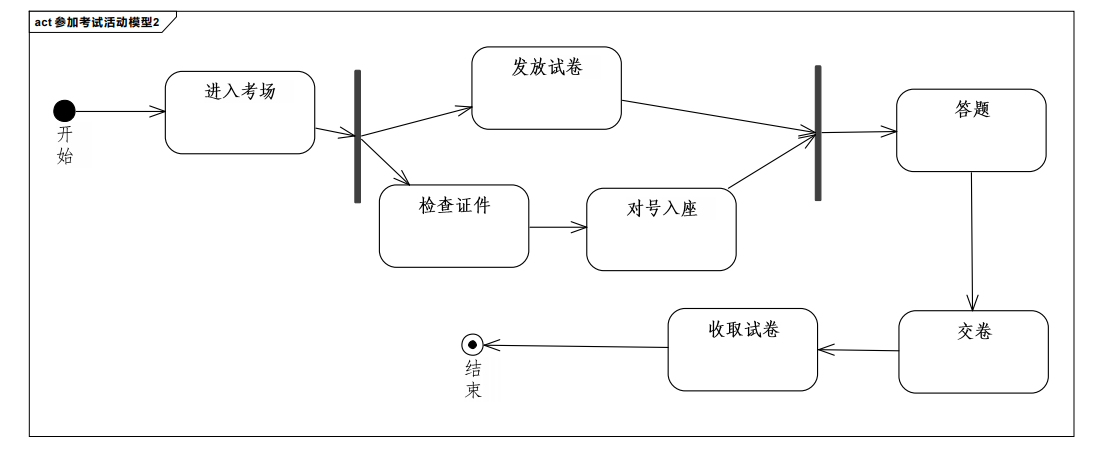 act 参加考试活动模型2
发放试卷
进入考场
答题
开
始
检查证件
对号入座
收取试卷
交卷
结
束